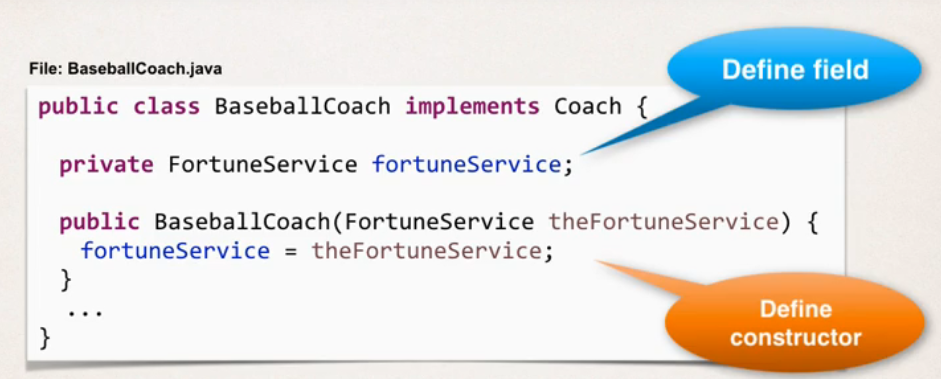 File: BaseballCoach.java
Define field
public class BaseballCoach implements Coach {
private FortuneService fortuneService;
public BaseballCoach(FortuneService theFortuneService) {
fortuneService = theFortuneService;
}
...
}
Define
constructor